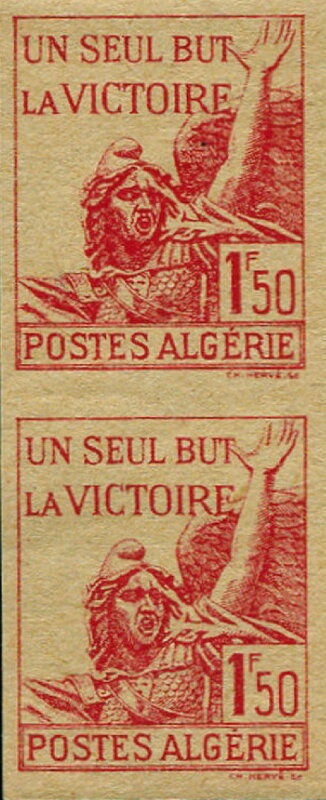 UN SEUL BUT
LA VICTOIRE
1F50
POSTES ALGÉRIE
CH. HERVÉ. Sc
UN SEUL BUT
LA VICTOIRE
1F50
POSTES ALGÉRIE
CH. HERVÉ. Sc